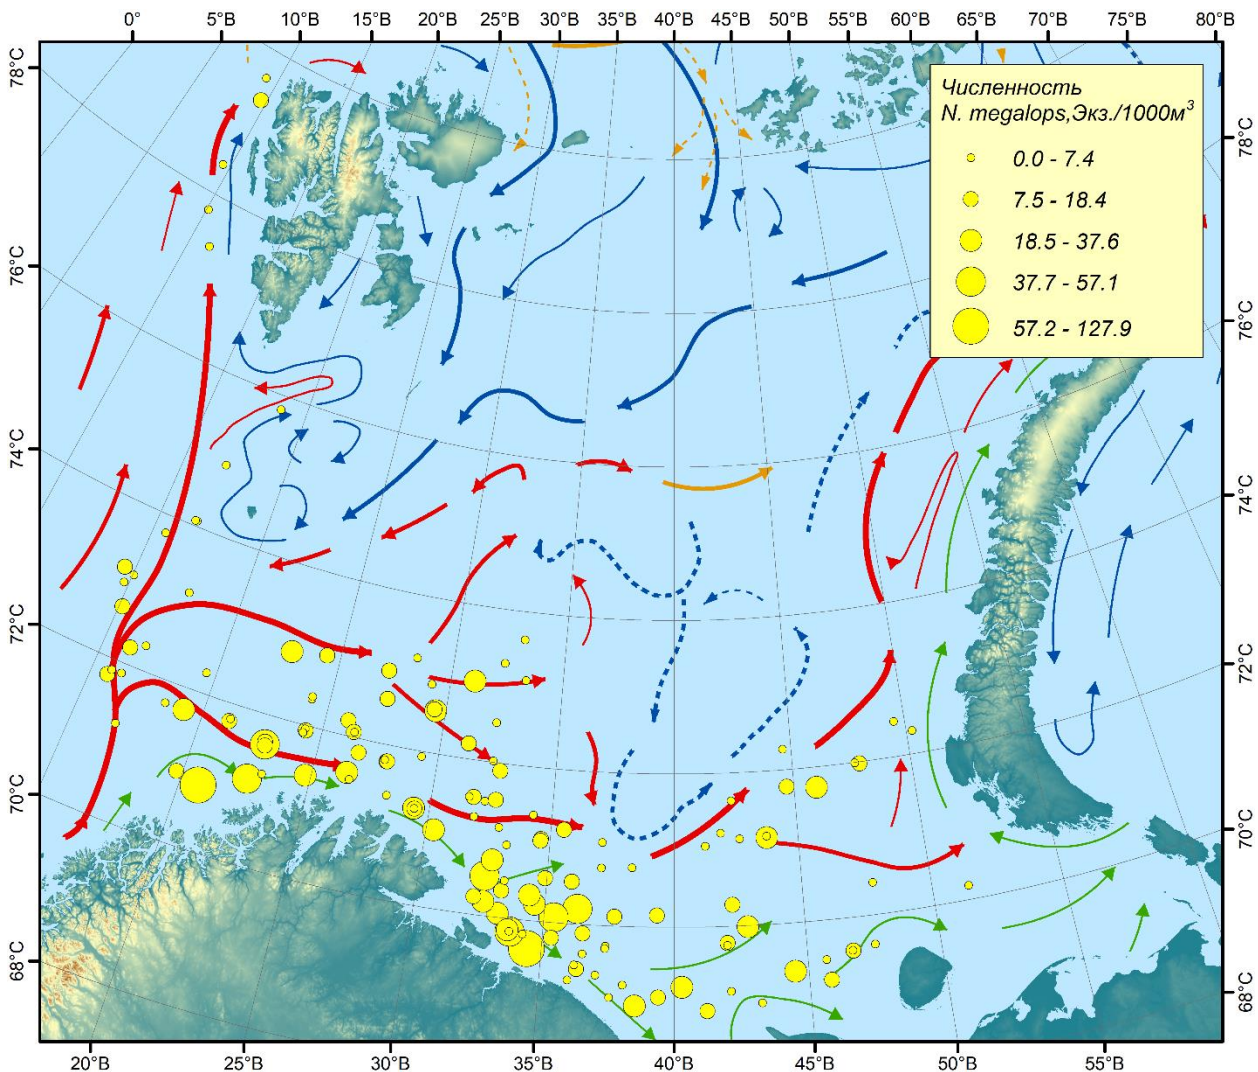 0° 5°В 10°В 15°В 20°В 25°В 30°В 35°В 40°В 45°В 50°В 55°В 60°В 65°В 70°В 75°В 80°В
Численность
N. megalops,Экз./1000м³
0.0 - 7.4
7.5 - 18.4
18.5 - 37.6
37.7 - 57.1
57.2 - 127.9
78°С
78°С
76°С
76°С
74°С
74°С
72°С
72°С
70°С
70°С
68°С
68°С
20°В 25°В 30°В 35°В 40°В 45°В 50°В 55°В